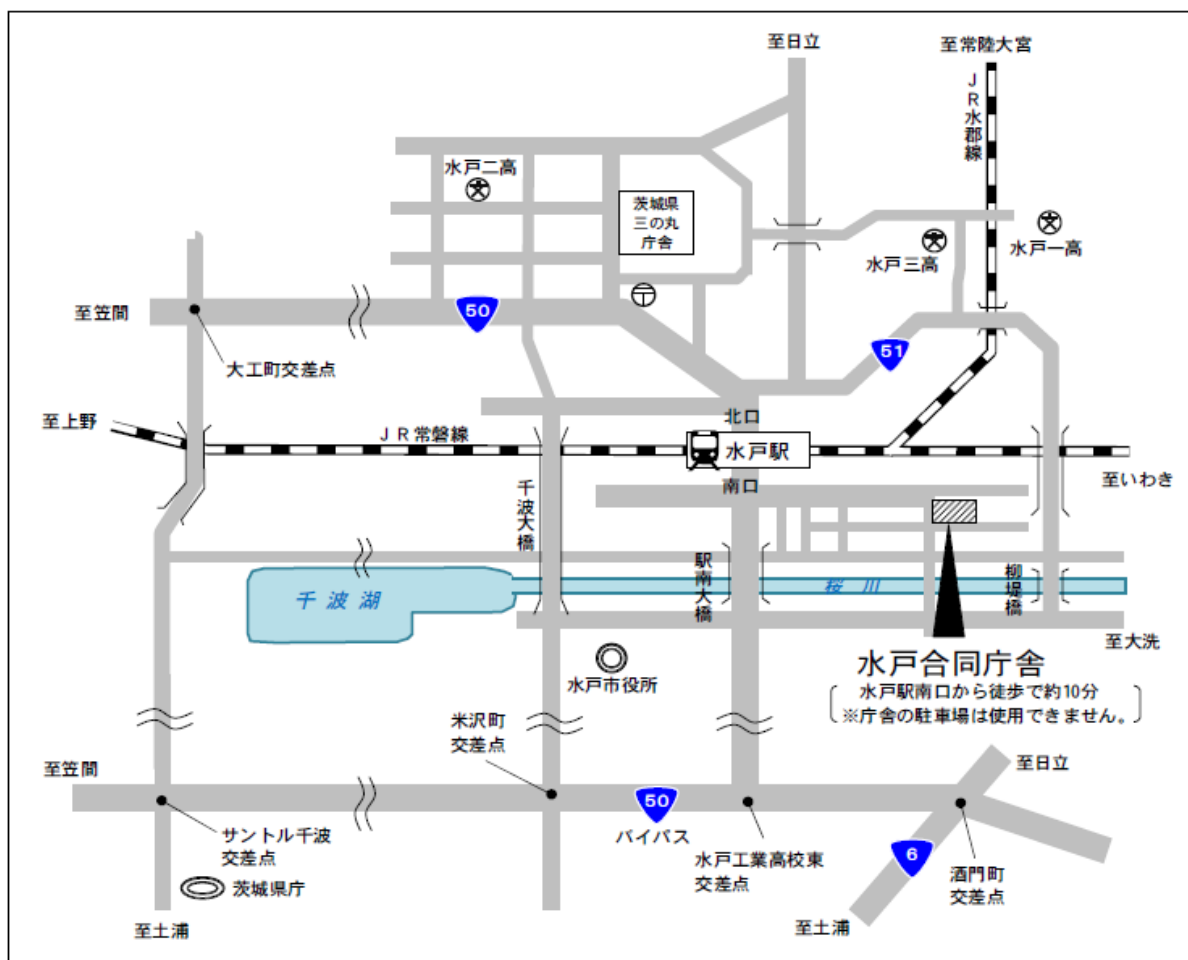 至日立
至常陸大宮
JR水郡線
水戸二高
茨城県
三の丸
庁舎
水戸三高
水戸一高
至笠間
50
大工町交差点
51
至上野
JR常磐線
北口
水戸駅
南口
至いわき
千波大橋
駅南大橋
柳堤橋
千波湖
桜川
至大洗
水戸市役所
水戸合同庁舎
水戸駅南口から徒歩で約10分
※庁舎の駐車場は使用できません。
米沢町
交差点
至笠間
至日立
50
バイパス
サントル千波
交差点
水戸工業高校東
交差点
6
酒門町
交差点
茨城県庁
至土浦
至土浦